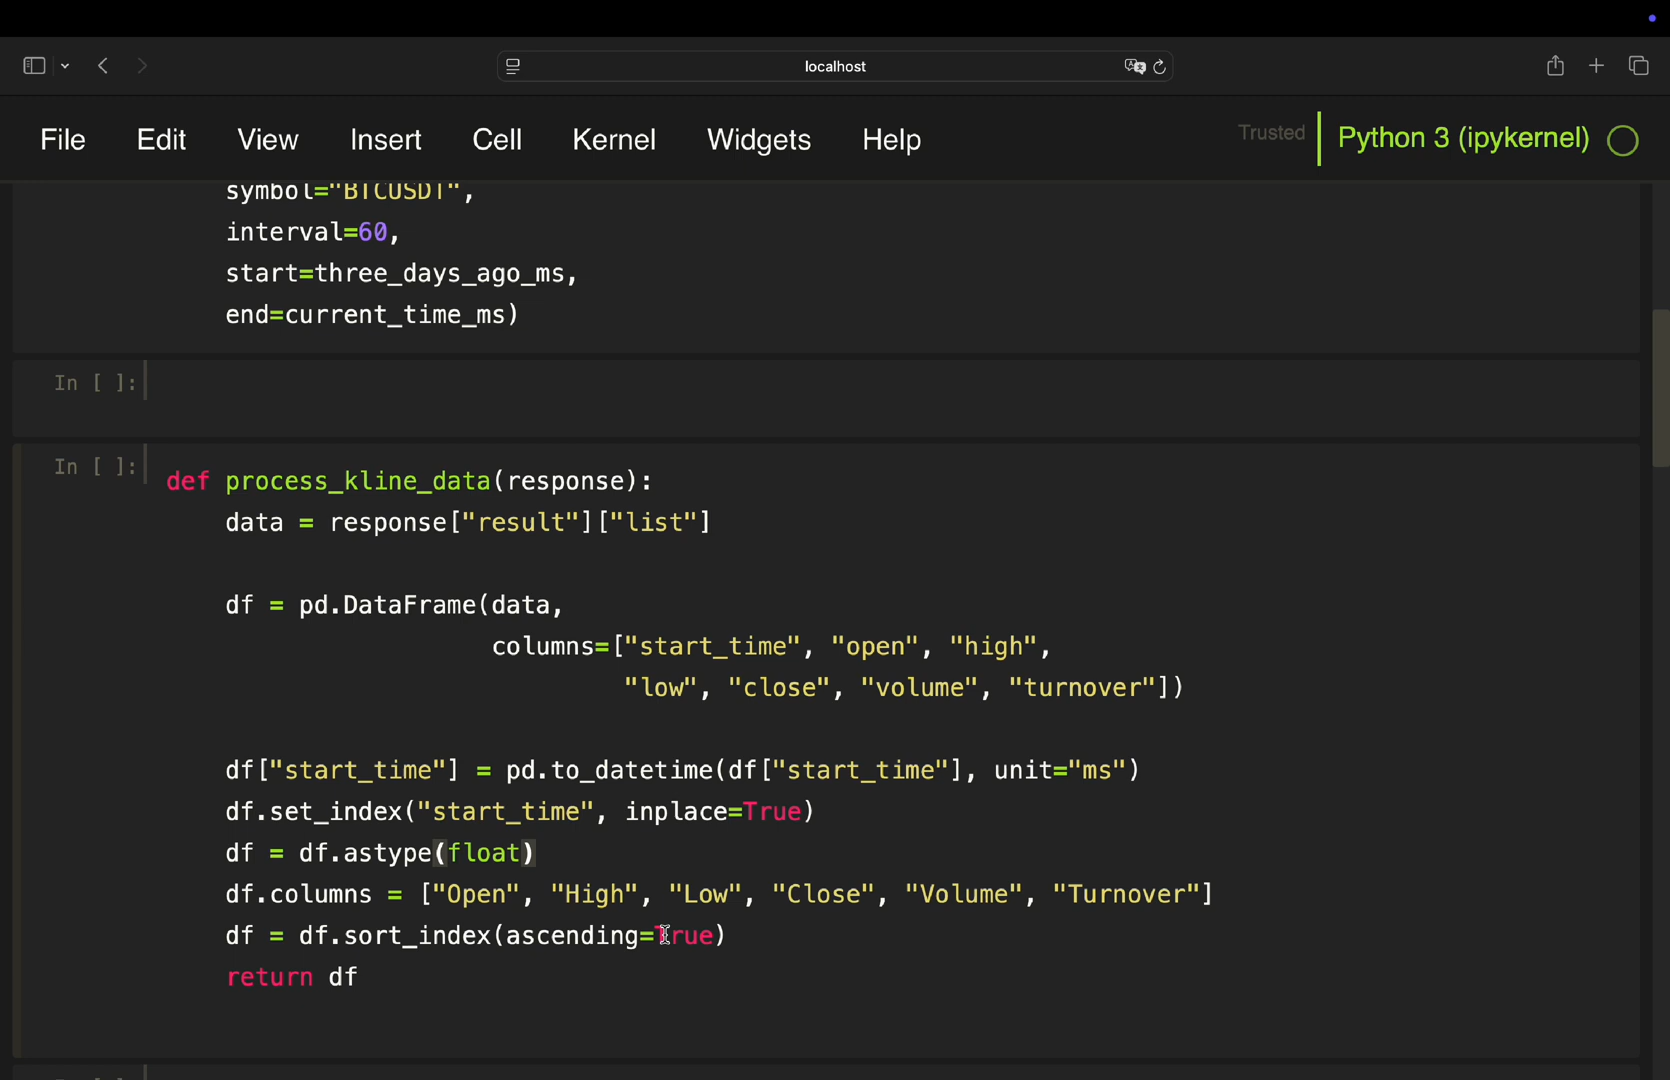 localhost
File Edit View Insert Cell Kernel Widgets Help Trusted Python 3 (ipykernel)
symbol="BTCUSDT",
interval=60,
start=three_days_ago_ms,
end=current_time_ms)
In [ ]:
In [ ]:
def process_kline_data(response):
data = response["result"]["list"]
df = pd.DataFrame(data,
columns=["start_time", "open", "high",
"low", "close", "volume", "turnover"])
df["start_time"] = pd.to_datetime(df["start_time"], unit="ms")
df.set_index("start_time", inplace=True)
df = df.astype(float)
df.columns = ["Open", "High", "Low", "Close", "Volume", "Turnover"]
df = df.sort_index(ascending=True)
return df